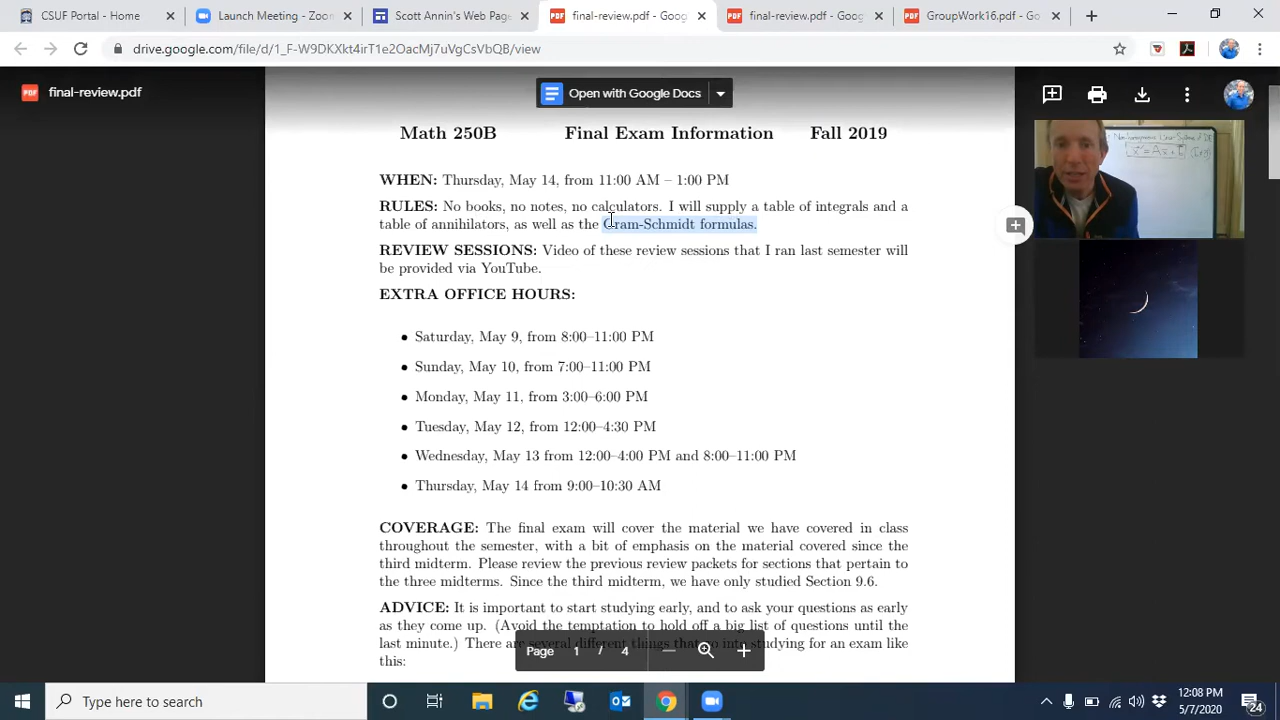 CSUF Portal
Launch Meeting - Zoom
Scott Annin's Thursday Webpage
final-review.pdf - Goog
final-review.pdf - Goog
GroupWork16.pdf - Go
drive.google.com/file/d/1_F-W9DKXkt4irT1e2OacMj7uVgCsVbQB/view
final-review.pdf
Open with Google Docs
Math 250B Final Exam Information Fall 2019
WHEN: Thursday, May 14, from 11:00 AM – 1:00 PM
RULES: No books, no notes, no calculators. I will supply a table of integrals and a
table of annihilators, as well as the Gram-Schmidt formulas.
REVIEW SESSIONS: Video of these review sessions that I ran last semester will
be provided via YouTube.
EXTRA OFFICE HOURS:
• Saturday, May 9, from 8:00–11:00 PM
• Sunday, May 10, from 7:00–11:00 PM
• Monday, May 11, from 3:00–6:00 PM
• Tuesday, May 12, from 12:00–4:30 PM
• Wednesday, May 13 from 12:00–4:00 PM and 8:00–11:00 PM
• Thursday, May 14 from 9:00–10:30 AM
COVERAGE: The final exam will cover the material we have covered in class
throughout the semester, with a bit of emphasis on the material covered since the
third midterm. Please review the previous review packets for sections that pertain to
the three midterms. Since the third midterm, we have only studied Section 9.6.
ADVICE: It is important to start studying early, and to ask your questions as early
as they come up. (Avoid the temptation to hold off a big list of questions until the
last minute.) There are several different things that go into studying for an exam like
this:
Page 1 / 4
Type here to search
12:08 PM
5/7/2020
24